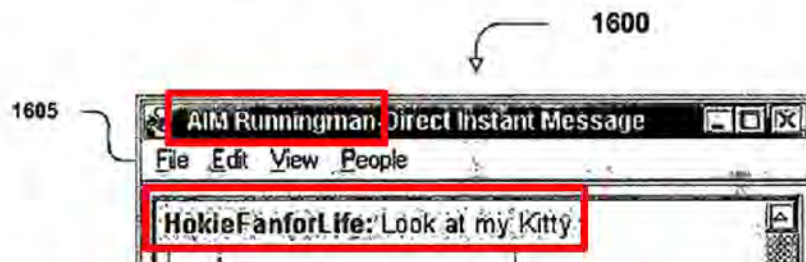 1600
1605
AIM Runningman Direct Instant Message
File Edit View People
HokieFanforLife: Look at my Kitty